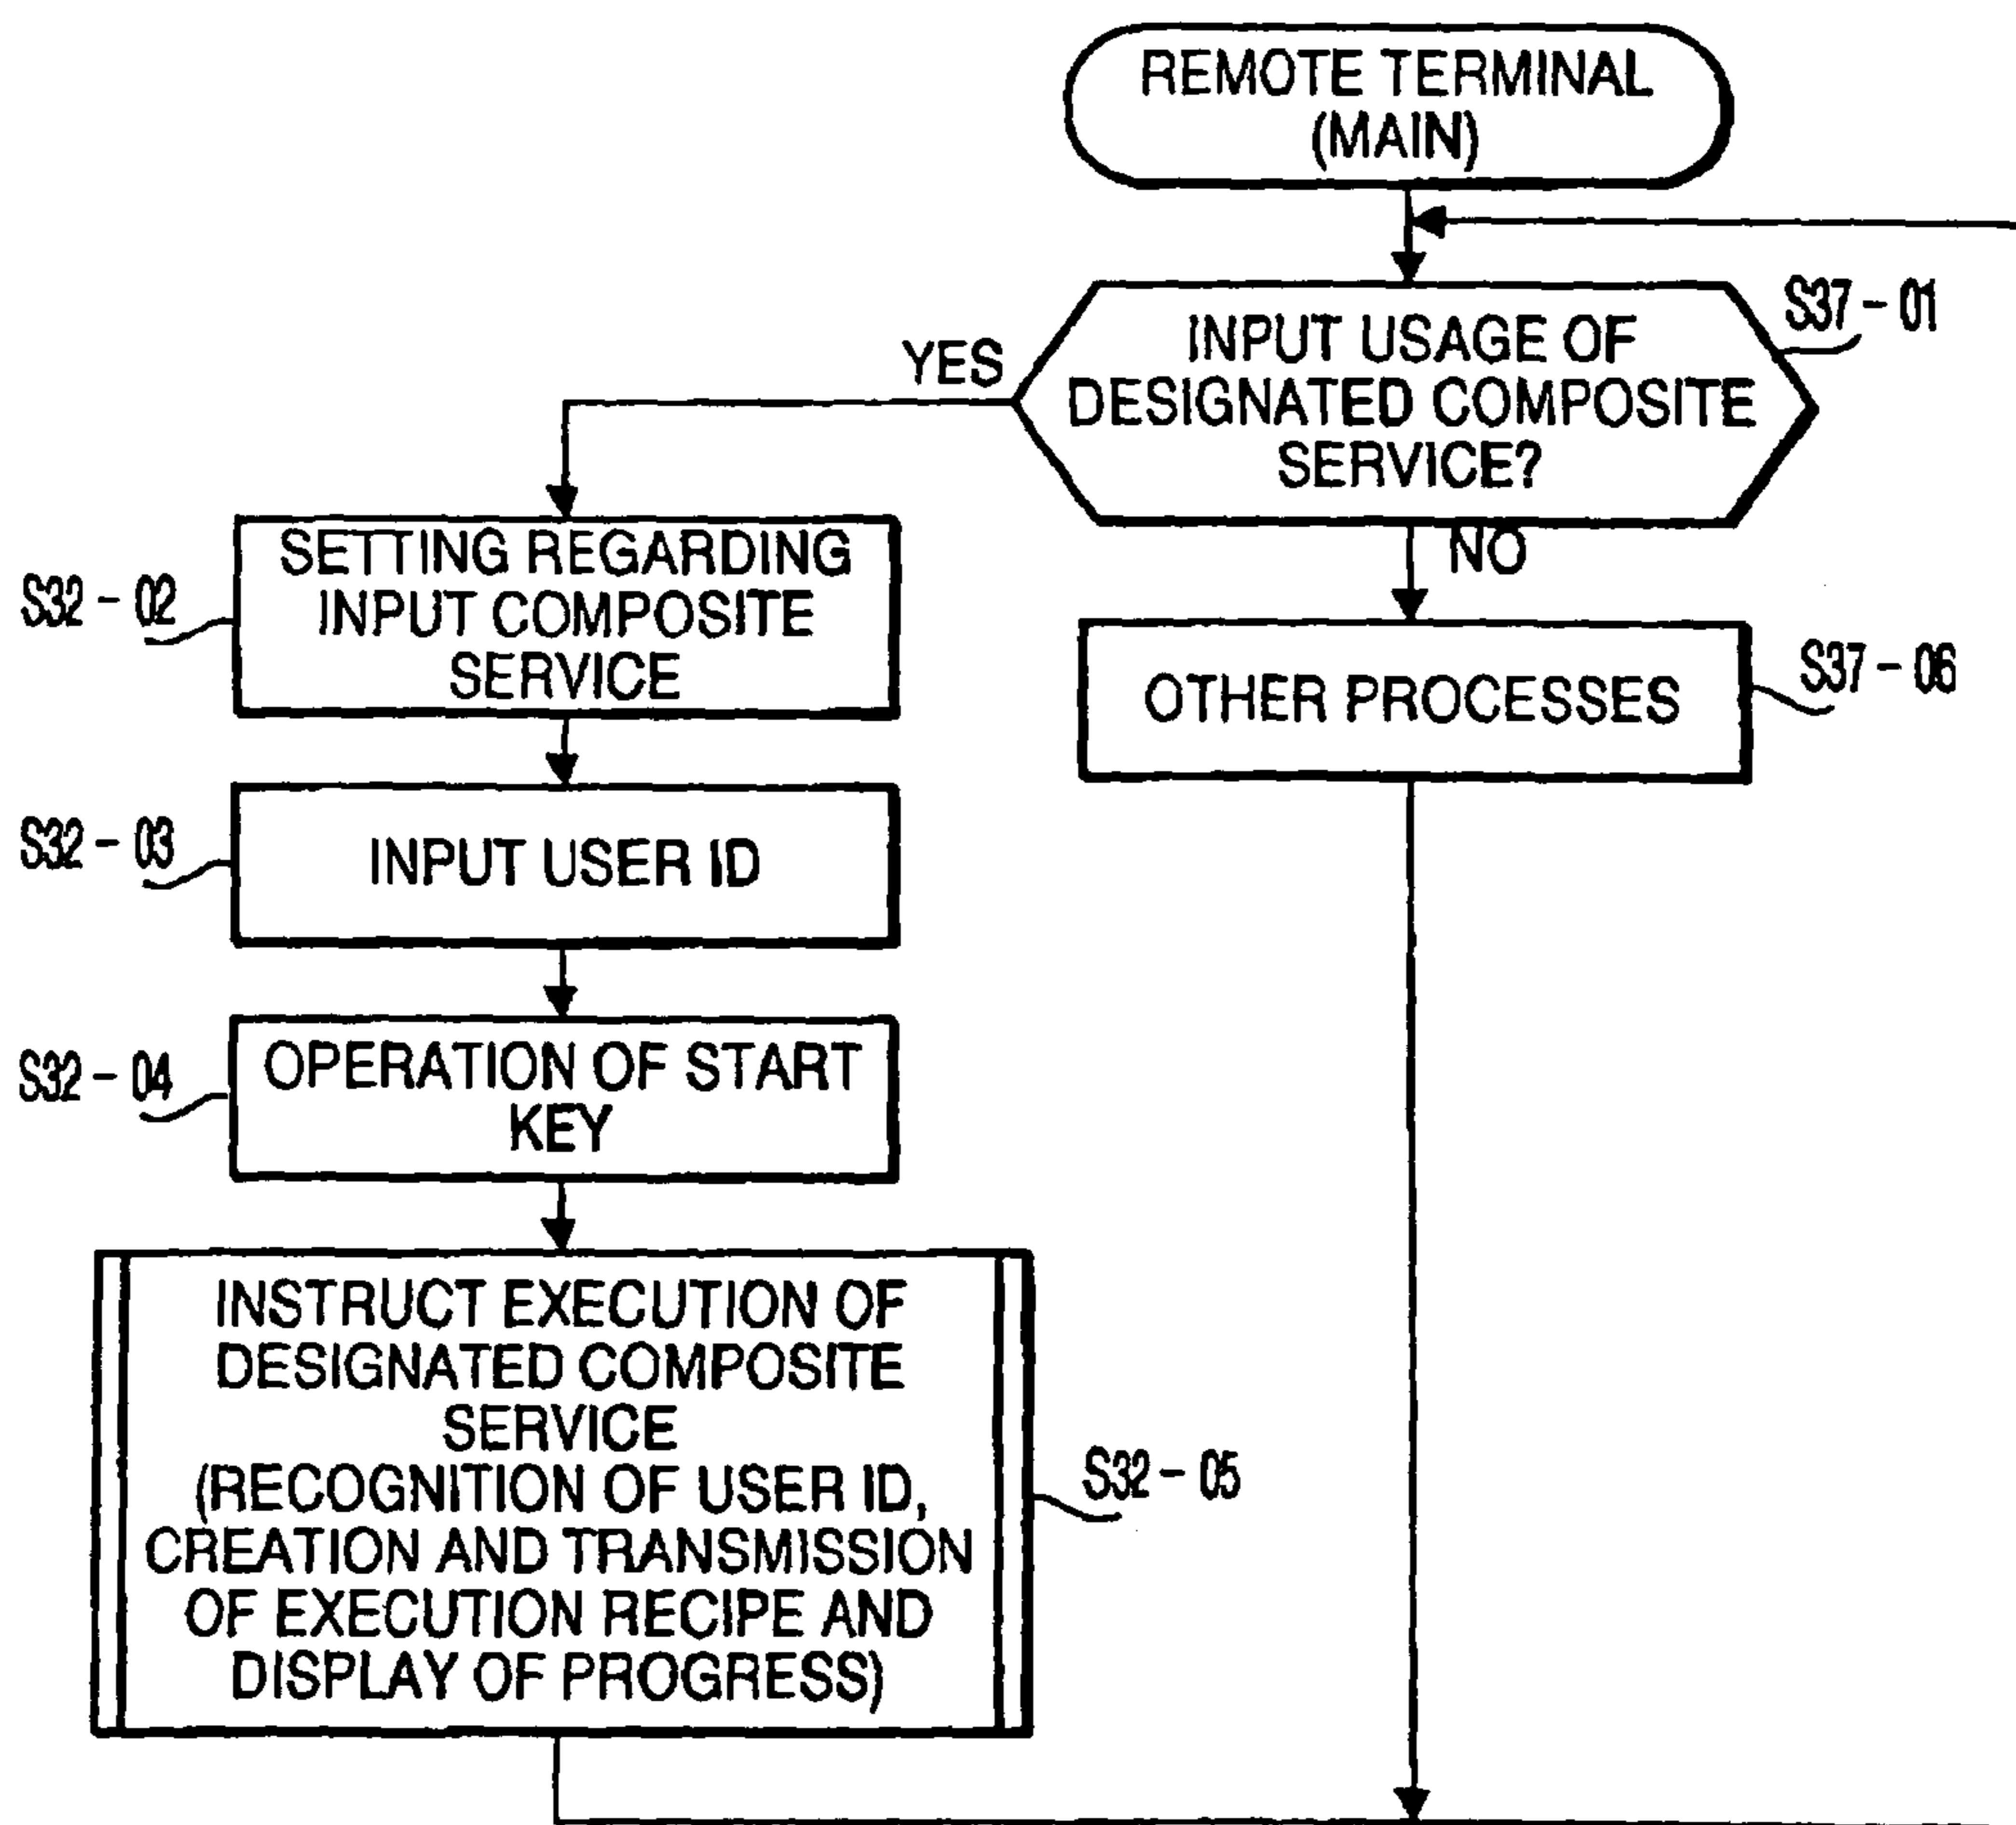 REMOTE TERMINAL
(MAIN)
S37-01
INPUT USAGE OF
DESIGNATED COMPOSITE
SERVICE?
YES
NO
S32-02
SETTING REGARDING
INPUT COMPOSITE
SERVICE
OTHER PROCESSES
S37-06
S32-03
INPUT USER ID
S32-04
OPERATION OF START
KEY
INSTRUCT EXECUTION OF
DESIGNATED COMPOSITE
SERVICE
(RECOGNITION OF USER ID,
CREATION AND TRANSMISSION
OF EXECUTION RECIPE AND
DISPLAY OF PROGRESS)
S32-05